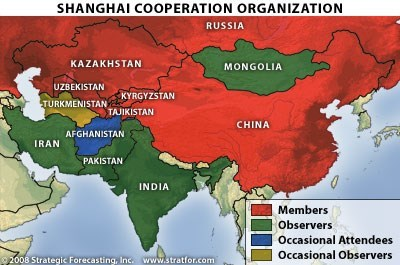 SHANGHAI COOPERATION ORGANIZATION
RUSSIA
KAZAKHSTAN
MONGOLIA
UZBEKISTAN
KYRGYZSTAN
TURKMENISTAN
TAJIKISTAN
CHINA
AFGHANISTAN
IRAN
PAKISTAN
INDIA
Members
Observers
Occasional Attendees
Occasional Observers
© 2008 Strategic Forecasting, Inc. www.stratfor.com